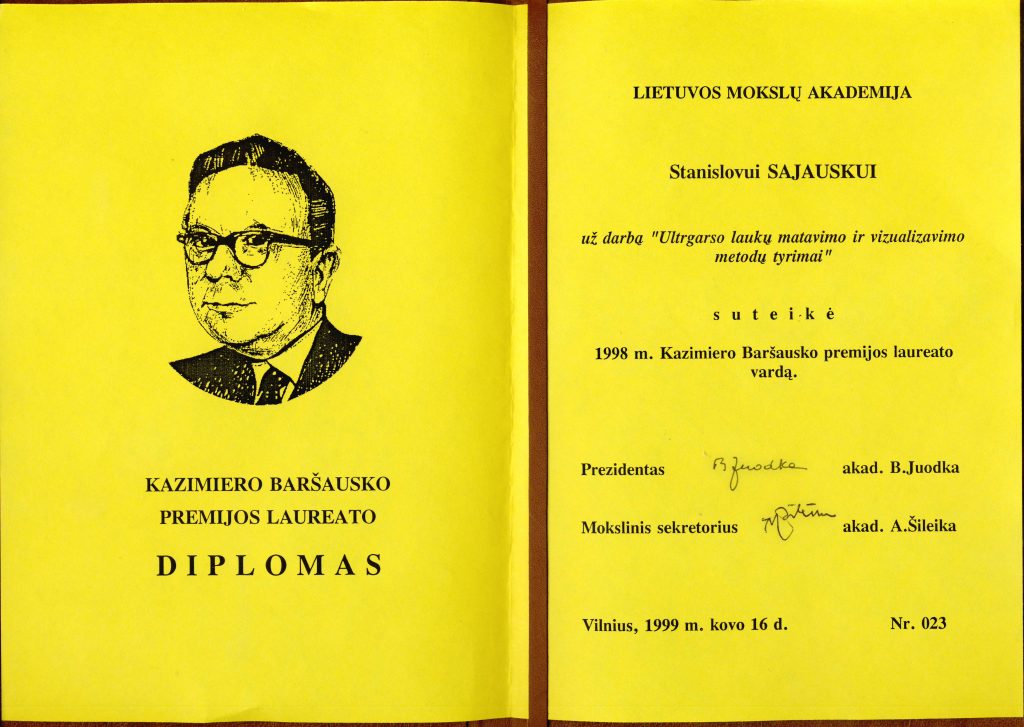 KAZIMIERO BARŠAUSKO
PREMIJOS LAUREATO
DIPLOMAS
LIETUVOS MOKSLŲ AKADEMIJA
Stanislovui SAJAUSKUI
už darbą "Ultrgarso laukų matavimo ir vizualizavimo
metodų tyrimai"
suteikė
1998 m. Kazimiero Baršausko premijos laureato
vardą.
Prezidentas B Juodka akad. B.Juodka
Mokslinis sekretorius akad. A.Šileika
Vilnius, 1999 m. kovo 16 d. Nr. 023